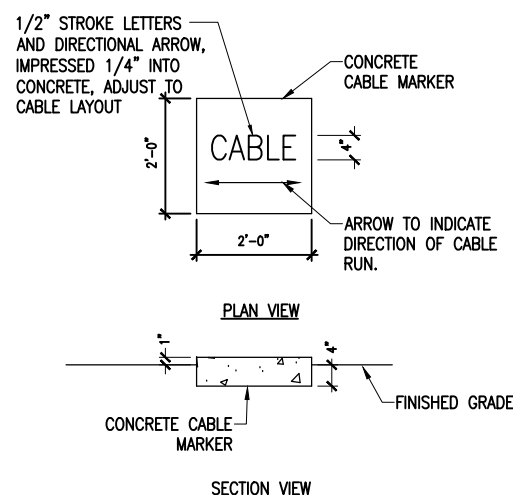 1/2" STROKE LETTERS
AND DIRECTIONAL ARROW,
IMPRESSED 1/4" INTO
CONCRETE, ADJUST TO
CABLE LAYOUT
CONCRETE
CABLE MARKER
CABLE
4"
2'-0"
2'-0"
ARROW TO INDICATE
DIRECTION OF CABLE
RUN.
PLAN VIEW
1"
4"
FINISHED GRADE
CONCRETE CABLE
MARKER
SECTION VIEW